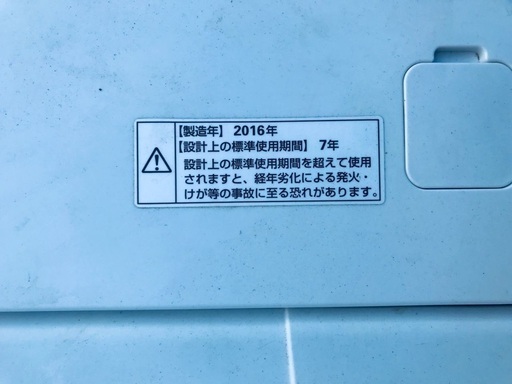 【製造年】 2016年
【設計上の標準使用期間】 7年
設計上の標準使用期間を超えて使用
されますと、経年劣化による発火・
けが等の事故に至る恐れがあります。